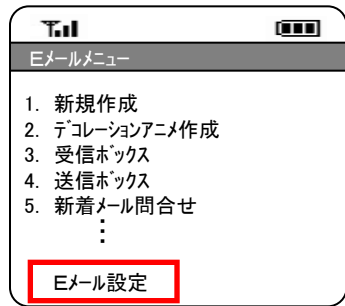 Eメールメニュー
1. 新規作成
2. デコレーションアニメ作成
3. 受信ボックス
4. 送信ボックス
5. 新着メール問合せ
⋮
Eメール設定